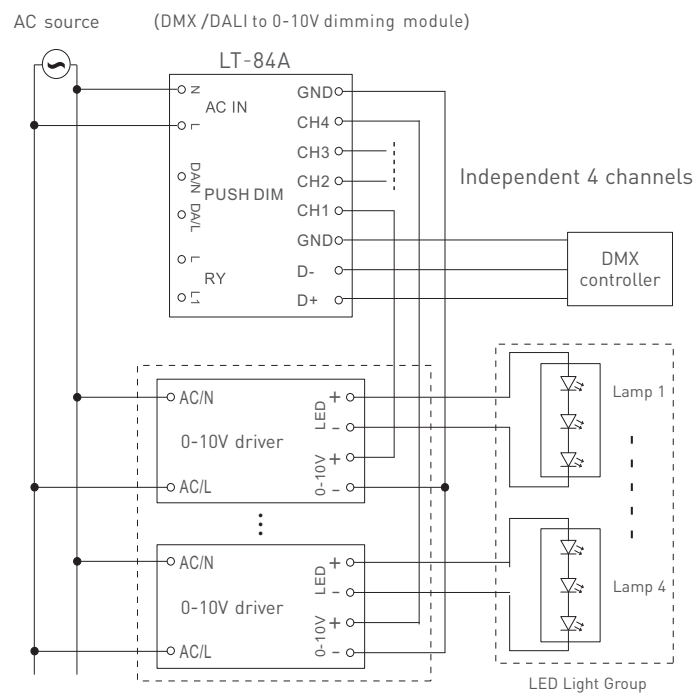 AC source
(DMX /DALI to 0-10V dimming module)
LT-84A
N
AC IN
L
DA/N
PUSH DIM
DA/L
L
RY
L1
GND
CH4
CH3
CH2
CH1
GND
D-
D+
Independent 4 channels
DMX
controller
AC/N
0-10V driver
AC/L
LED
+
-
0-10V
+
-
AC/N
0-10V driver
AC/L
LED
+
-
0-10V
+
-
Lamp 1
Lamp 4
LED Light Group